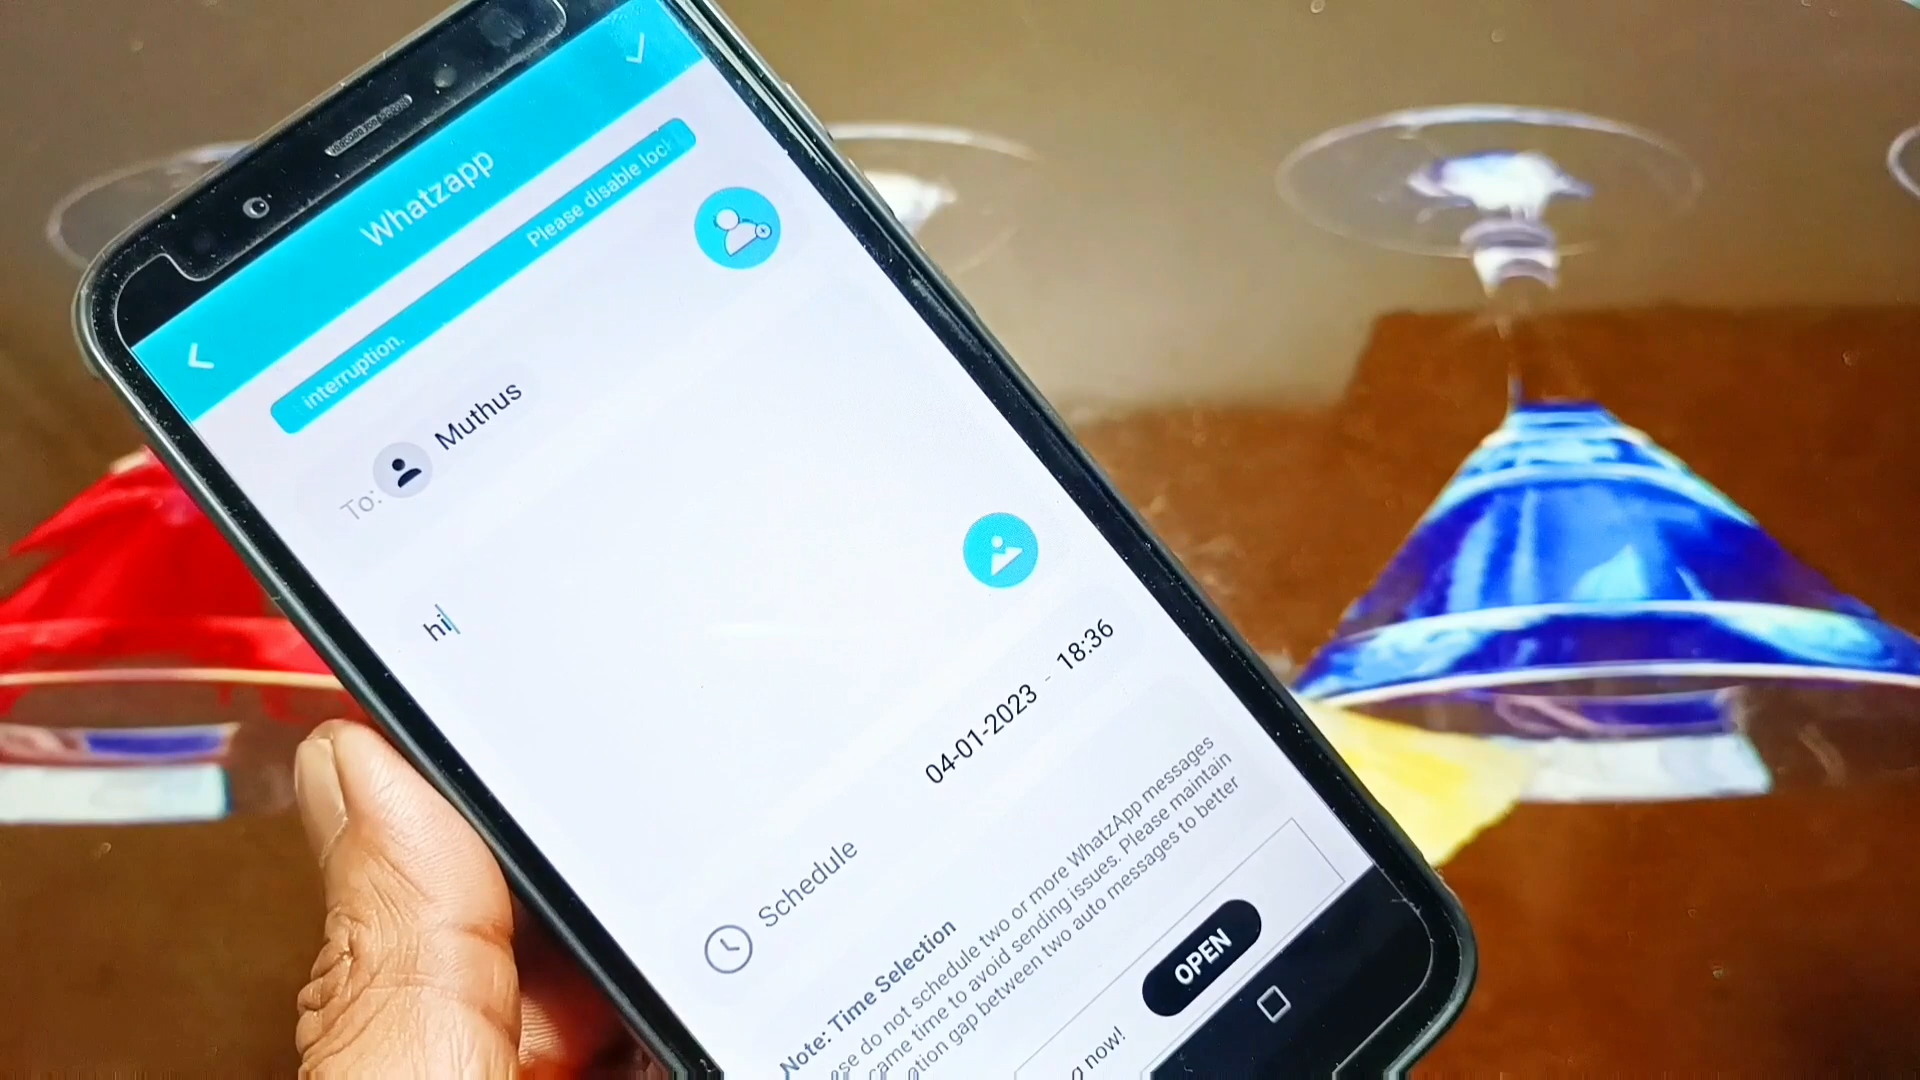 Whatzapp
interruption. Please disable lock
To: Muthus
hi
Schedule 04-01-2023 - 18:36
Note: Time Selection
do not schedule two or more WhatzApp messages
came time to avoid sending issues. Please maintain
gap between two auto messages to better
now!
OPEN